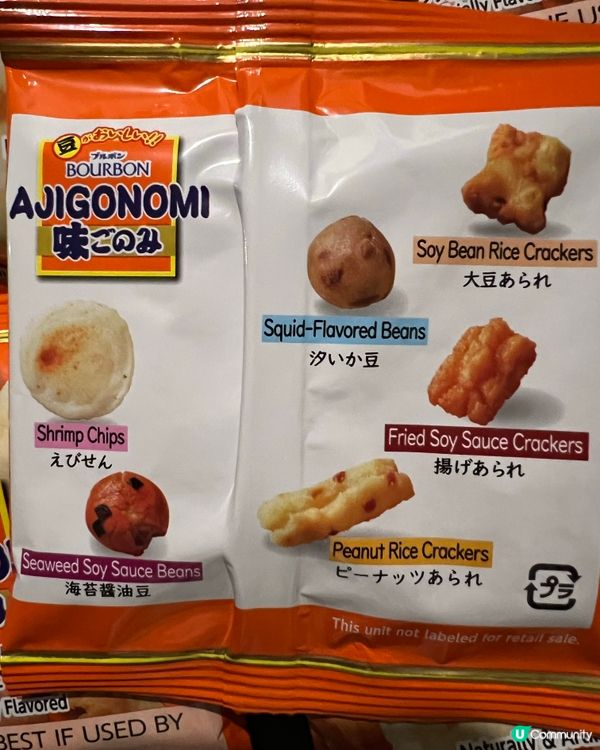 ally Flav
IF US
豆がおいしい!!
ブルボン
BOURBON
AJIGONOMI
味ごのみ
Soy Bean Rice Crackers
大豆あられ
Squid-Flavored Beans
汐いか豆
Shrimp Chips
えびせん
Fried Soy Sauce Crackers
揚げあられ
Seaweed Soy Sauce Beans
海苔醤油豆
Peanut Rice Crackers
ピーナッツあられ
プラ
This unit not labeled for retail sale.
Flavored
BEST IF USED BY
U Community